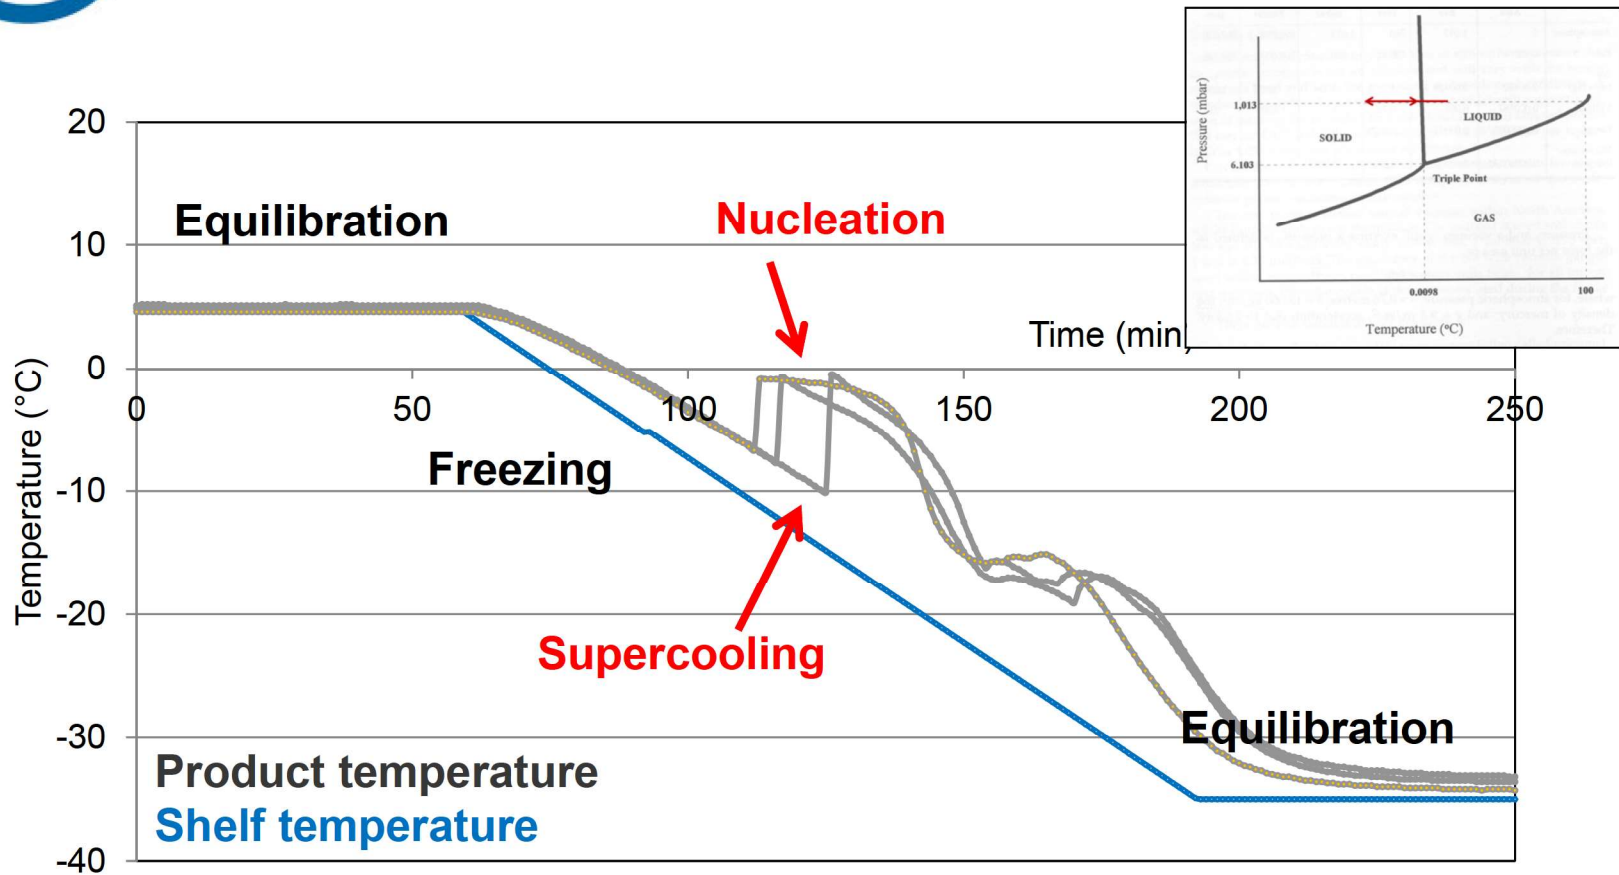 20
10
0
-10
-20
-30
-40
Temperature (°C)
0
50
100
150
200
250
Time (min)
Equilibration
Nucleation
Freezing
Supercooling
Equilibration
Product temperature
Shelf temperature
Pressure (mbar)
1,013
6.103
SOLID
LIQUID
Triple Point
GAS
0.0098
100
Temperature (°C)